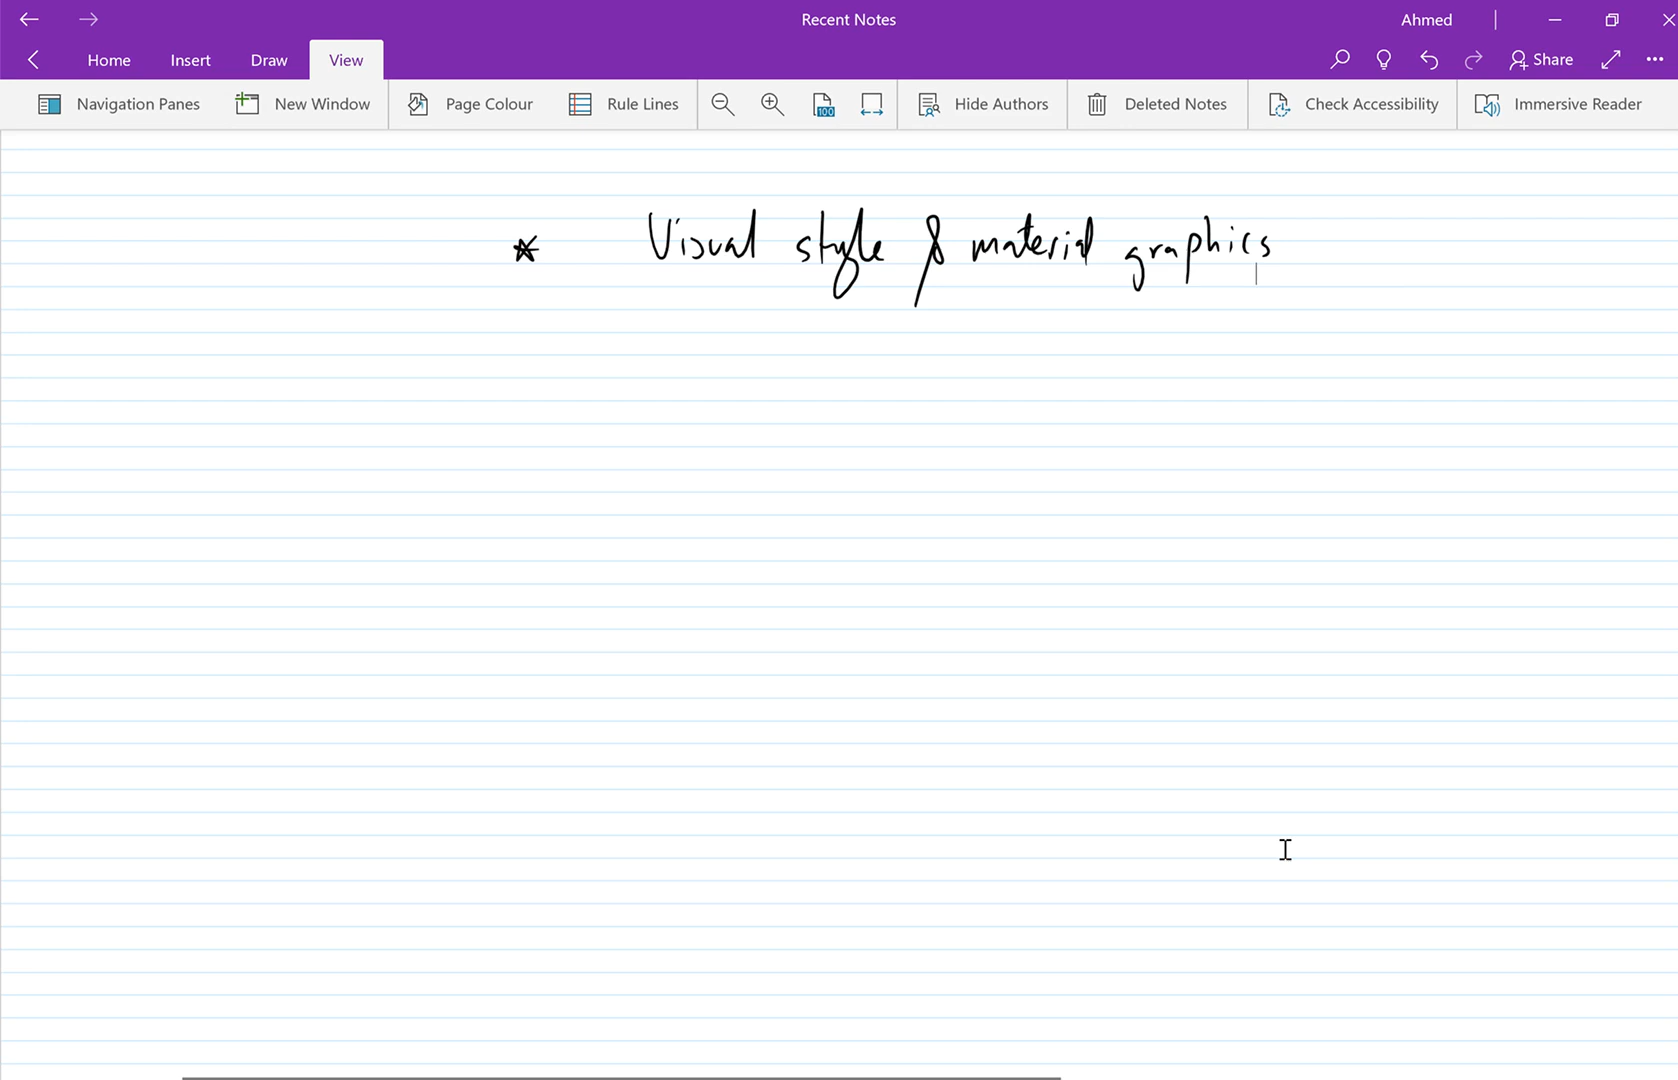 Recent Notes
Ahmed
Home Insert Draw View
Share
Navigation Panes New Window Page Colour Rule Lines 100 Hide Authors Deleted Notes Check Accessibility Immersive Reader
* Visual style & material graphics